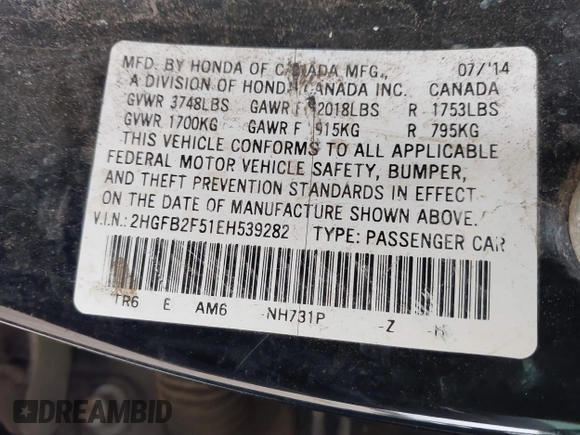 MFD. BY HONDA OF CANADA MFG., 07/'14
A DIVISION OF HONDA CANADA INC. CANADA
GVWR 3748LBS GAWR F 2018LBS R 1753LBS
GVWR 1700KG GAWR F 915KG R 795KG
THIS VEHICLE CONFORMS TO ALL APPLICABLE
FEDERAL MOTOR VEHICLE SAFETY, BUMPER,
AND THEFT PREVENTION STANDARDS IN EFFECT
ON THE DATE OF MANUFACTURE SHOWN ABOVE.
V.I.N.: 2HGFB2F51EH539282 TYPE: PASSENGER CAR
TR6 E AM6 -NH731P -Z
DREAMBID